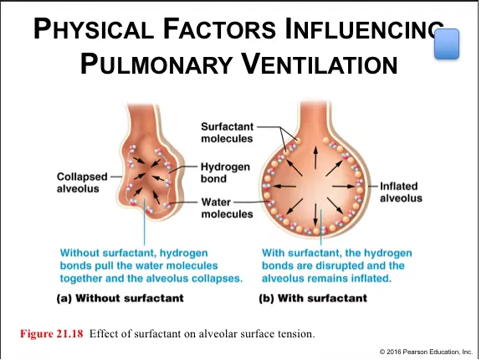 PHYSICAL FACTORS INFLUENCING
PULMONARY VENTILATION
Surfactant
molecules
Collapsed
alveolus
Hydrogen
bond
Water
molecules
Inflated
alveolus
Without surfactant, hydrogen
bonds pull the water molecules
together and the alveolus collapses.
(a) Without surfactant
With surfactant, the hydrogen
bonds are disrupted and the
alveolus remains inflated.
(b) With surfactant
Figure 21.18 Effect of surfactant on alveolar surface tension.
© 2016 Pearson Education, Inc.